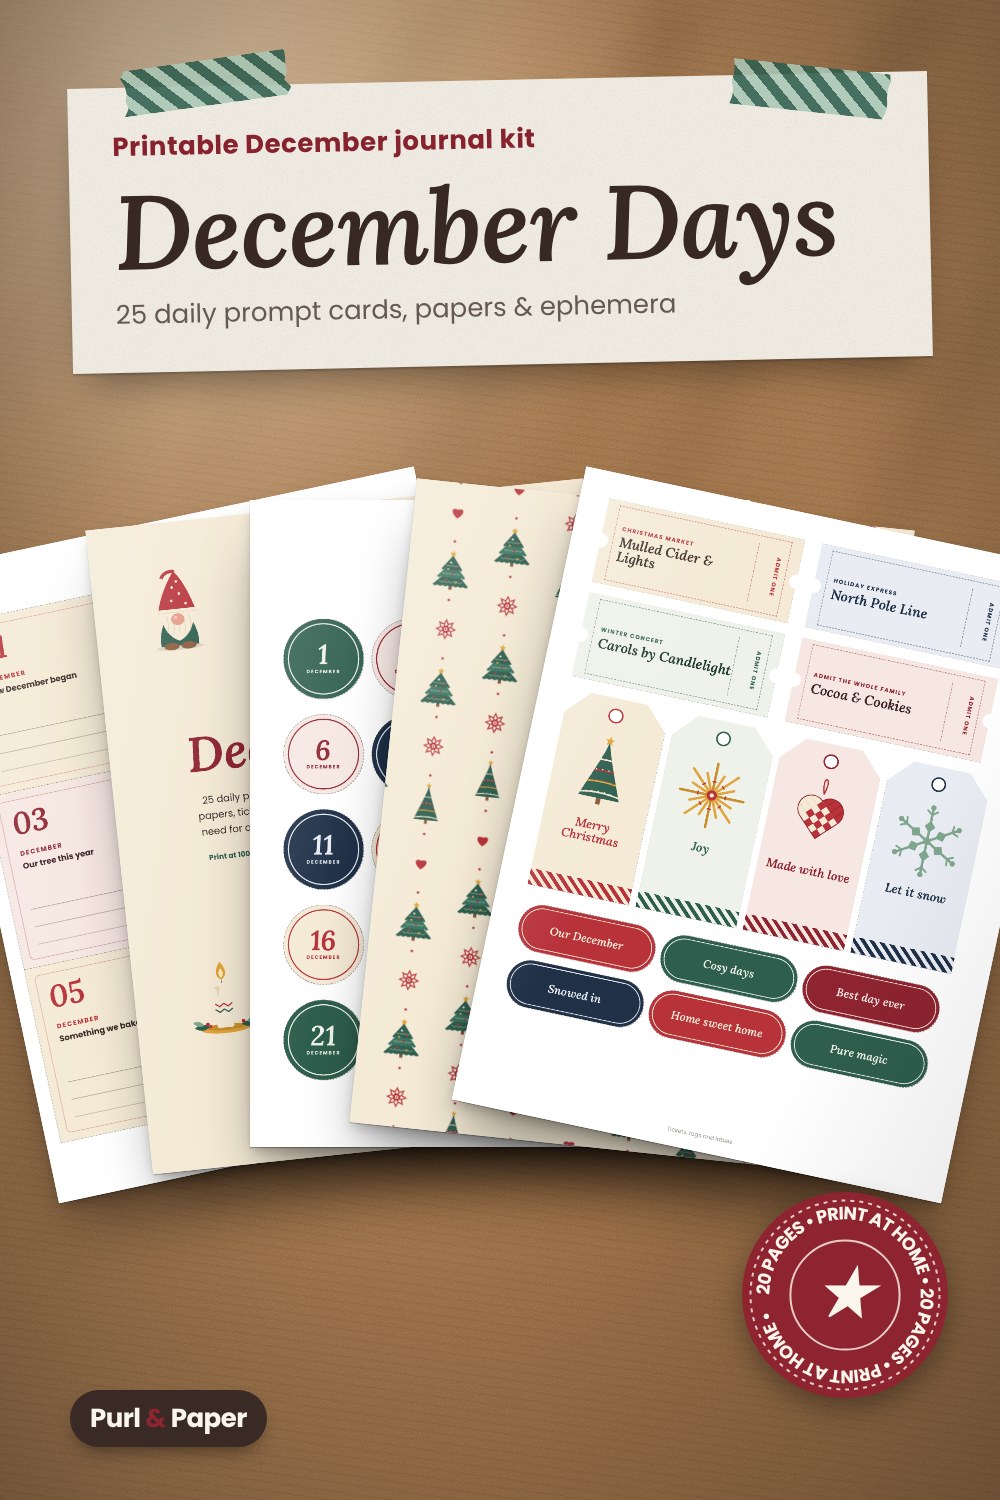 Printable December journal kit
December Days
25 daily prompt cards, papers & ephemera
DECEMBER
December began
03
DECEMBER
Our tree this year
05
DECEMBER
Something we
25 daily
papers,
need for
Print at 100
1
DECEMBER
6
DECEMBER
11
DECEMBER
16
DECEMBER
21
DECEMBER
CHRISTMAS MARKET
Mulled Cider &
Lights
ADMIT ONE
HOLIDAY EXPRESS
North Pole Line
ADMIT ONE
WINTER CONCERT
Carols by Candlelight
ADMIT ONE
ADMIT THE WHOLE FAMILY
Cocoa & Cookies
ADMIT ONE
Merry
Christmas
Joy
Made with love
Let it snow
Our December
Cosy days
Best day ever
Snowed in
Home sweet home
Pure magic
Tickets, tags and labels
20 PAGES • PRINT AT HOME • 20 PAGES • PRINT AT HOME •
Purl & Paper